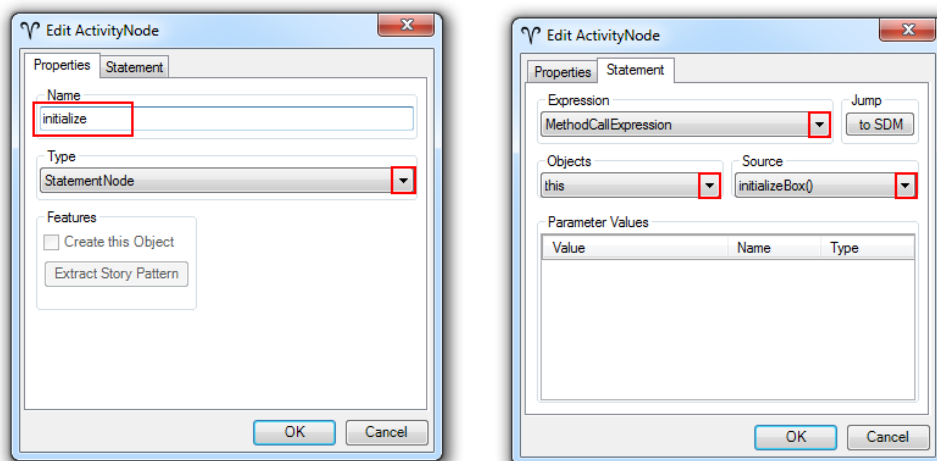 Edit ActivityNode
Properties Statement
Name
initialize
Type
StatementNode
Features
Create this Object
Extract Story Pattern
OK Cancel
Edit ActivityNode
Properties Statement
Expression Jump
MethodCallExpression to SDM
Objects Source
this initializeBox()
Parameter Values
Value Name Type
OK Cancel